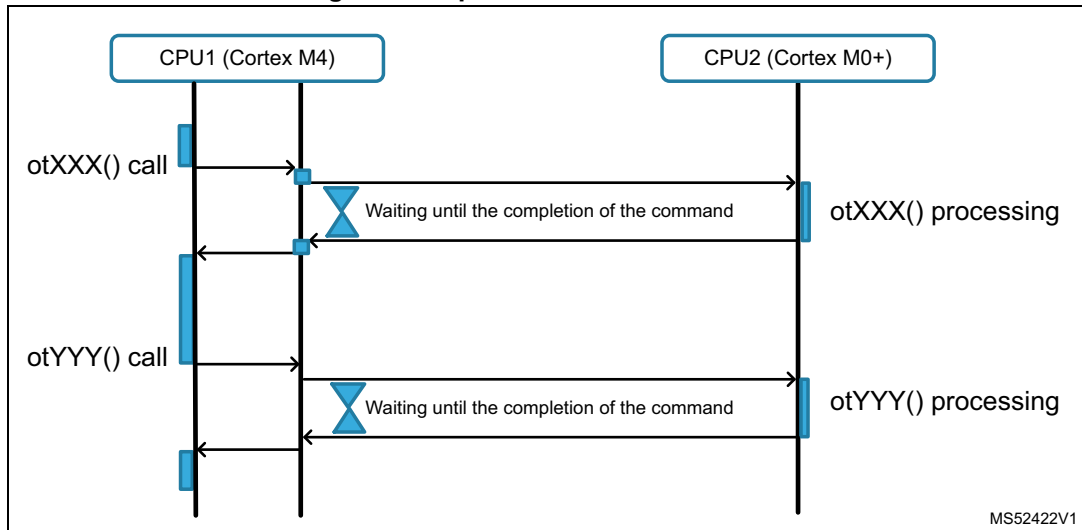 CPU1 (Cortex M4)
CPU2 (Cortex M0+)
otXXX() call
Waiting until the completion of the command
otXXX() processing
otYYY() call
Waiting until the completion of the command
otYYY() processing
MS52422V1